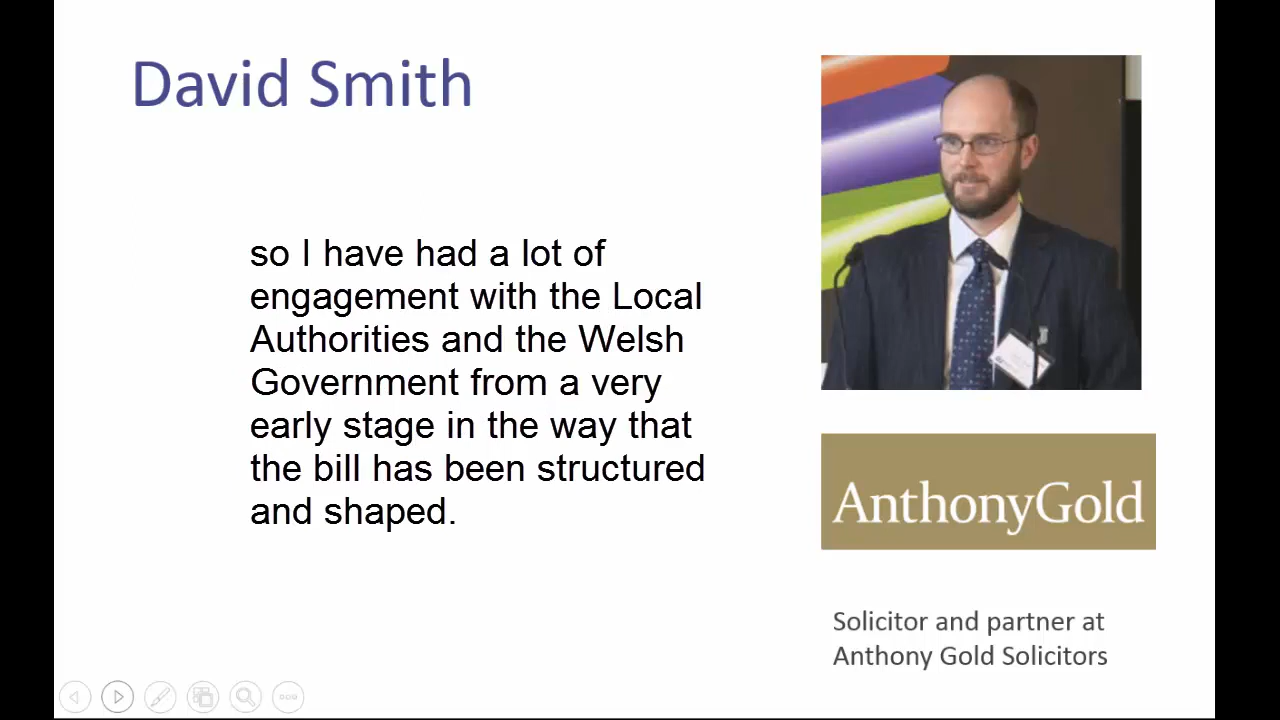 David Smith
so I have had a lot of
engagement with the Local
Authorities and the Welsh
Government from a very
early stage in the way that
the bill has been structured
and shaped.
AnthonyGold
Solicitor and partner at
Anthony Gold Solicitors